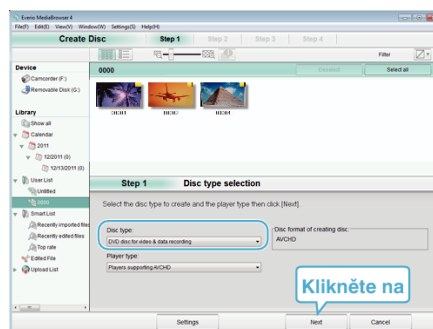 Everio MediaBrowser 4
File(F) Edit(E) View(V) Window(W) Settings(S) Help(H)
Create Disc Step 1 Step 2 Step 3 Step 4
Filter
Device
Camcorder (F:)
Removable Disk (G:)
0000 Deselect Select all
Library
Show all
Calendar
2011
12/2011 (0)
12/13/2011 (0)
User List
Untitled
0000
Smart List
Recently imported files
Recently edited files
Top rate
Edited File
Upload List
Step 1 Disc type selection
Select the disc type to create and the player type then click [Next].
Disc type:
DVD disc for video & data recording
Disc format of creating disc
AVCHD
Player type:
Players supporting AVCHD
Klikněte na
Settings Next Cancel